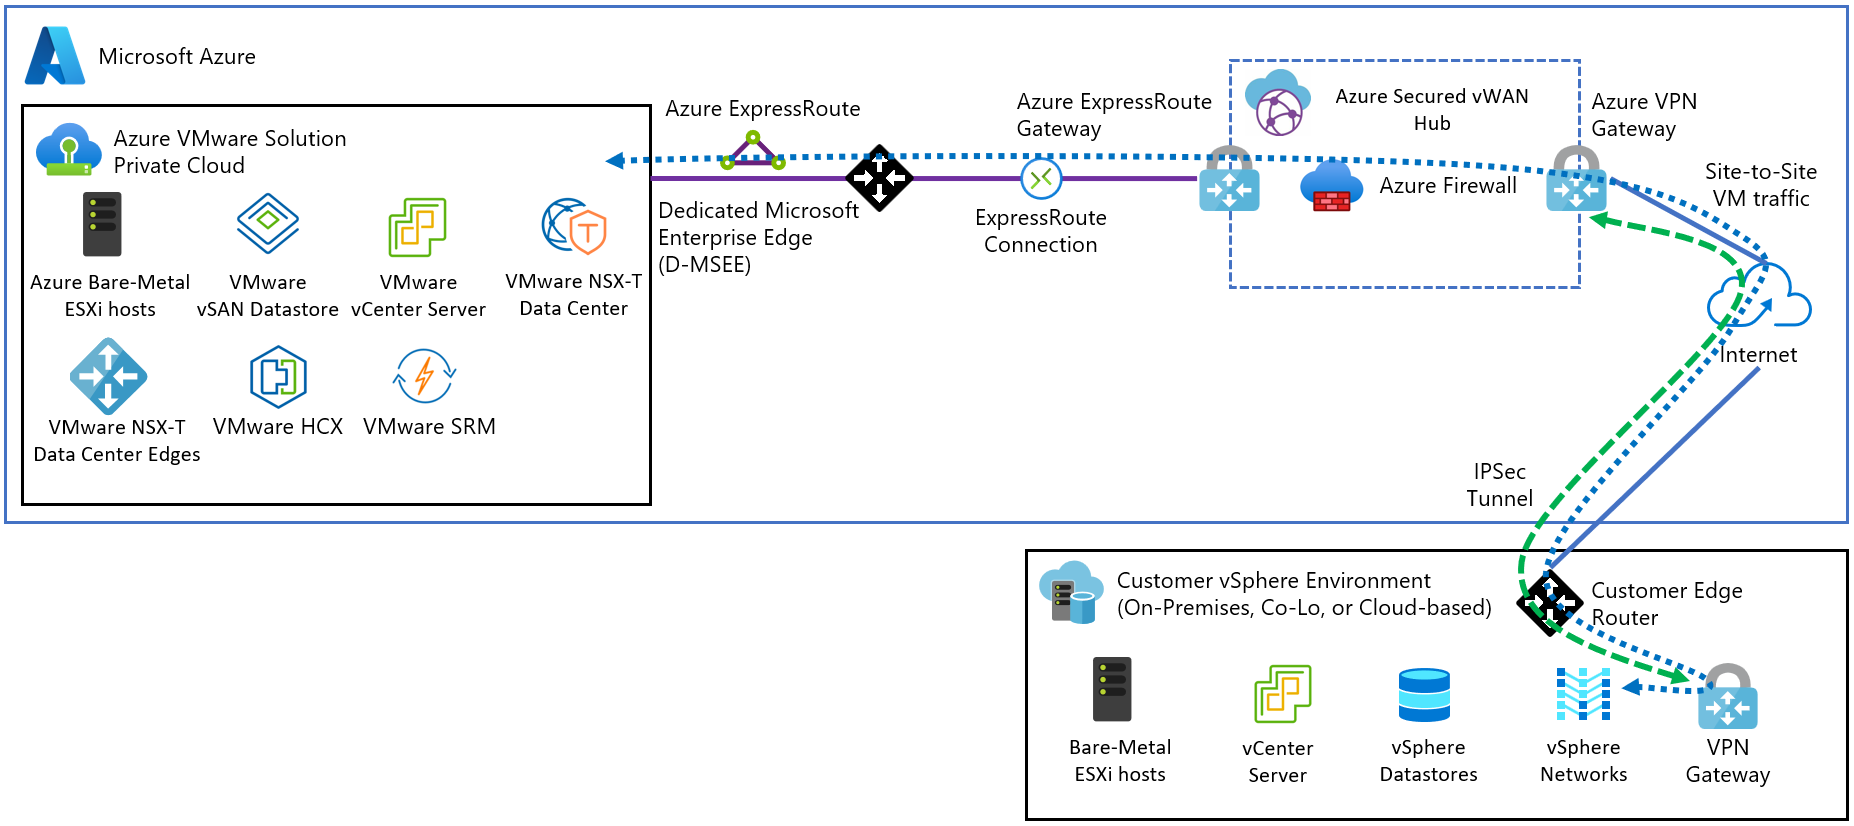 Microsoft Azure
Azure VMware Solution
Private Cloud
Azure Bare-Metal
ESXi hosts
VMware
vSAN Datastore
VMware
vCenter Server
VMware NSX-T
Data Center
VMware NSX-T
Data Center Edges
VMware HCX
VMware SRM
Azure ExpressRoute
Dedicated Microsoft
Enterprise Edge
(D-MSEE)
Azure ExpressRoute
Gateway
ExpressRoute
Connection
Azure Secured vWAN
Hub
Azure Firewall
Azure VPN
Gateway
Site-to-Site
VM traffic
Internet
IPSec
Tunnel
Customer vSphere Environment
(On-Premises, Co-Lo, or Cloud-based)
Customer Edge
Router
Bare-Metal
ESXi hosts
vCenter
Server
vSphere
Datastores
vSphere
Networks
VPN
Gateway